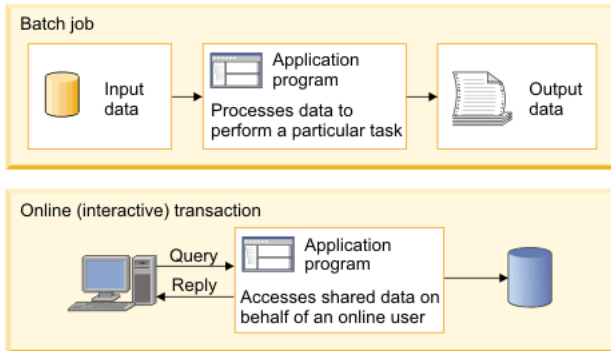 Batch job
Input
data
Application
program
Processes data to
perform a particular task
Output
data
Online (interactive) transaction
Query
Reply
Application
program
Accesses shared data on
behalf of an online user